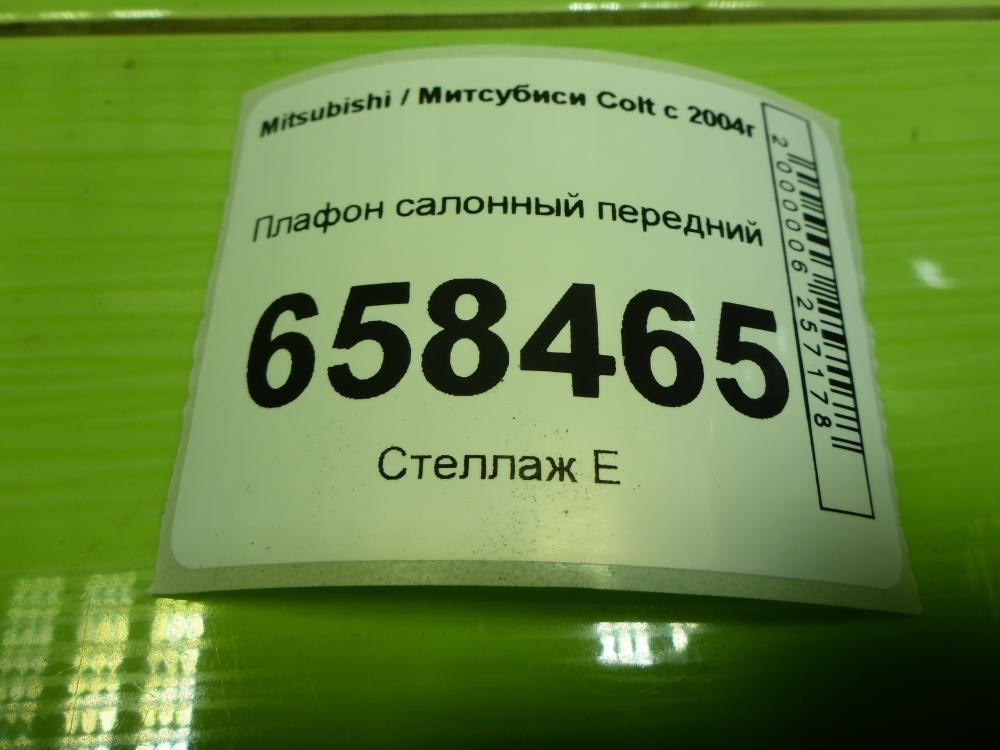 Mitsubishi / Митсубиси Colt с 2004г
Плафон салонный передний
658465
Стеллаж Е
2000006257178